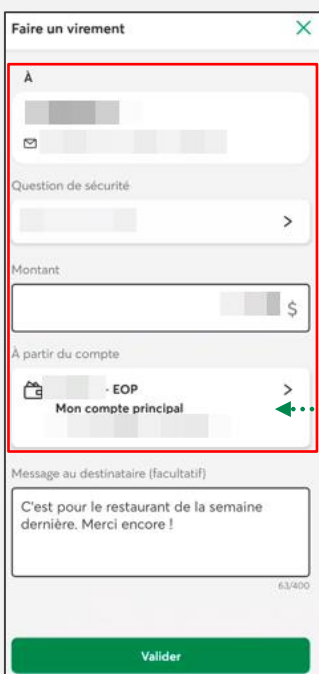 Faire un virement
À
Question de sécurité
Montant
$
À partir du compte
- EOP
Mon compte principal
Message au destinataire (facultatif)
C'est pour le restaurant de la semaine
dernière. Merci encore !
63/400
Valider